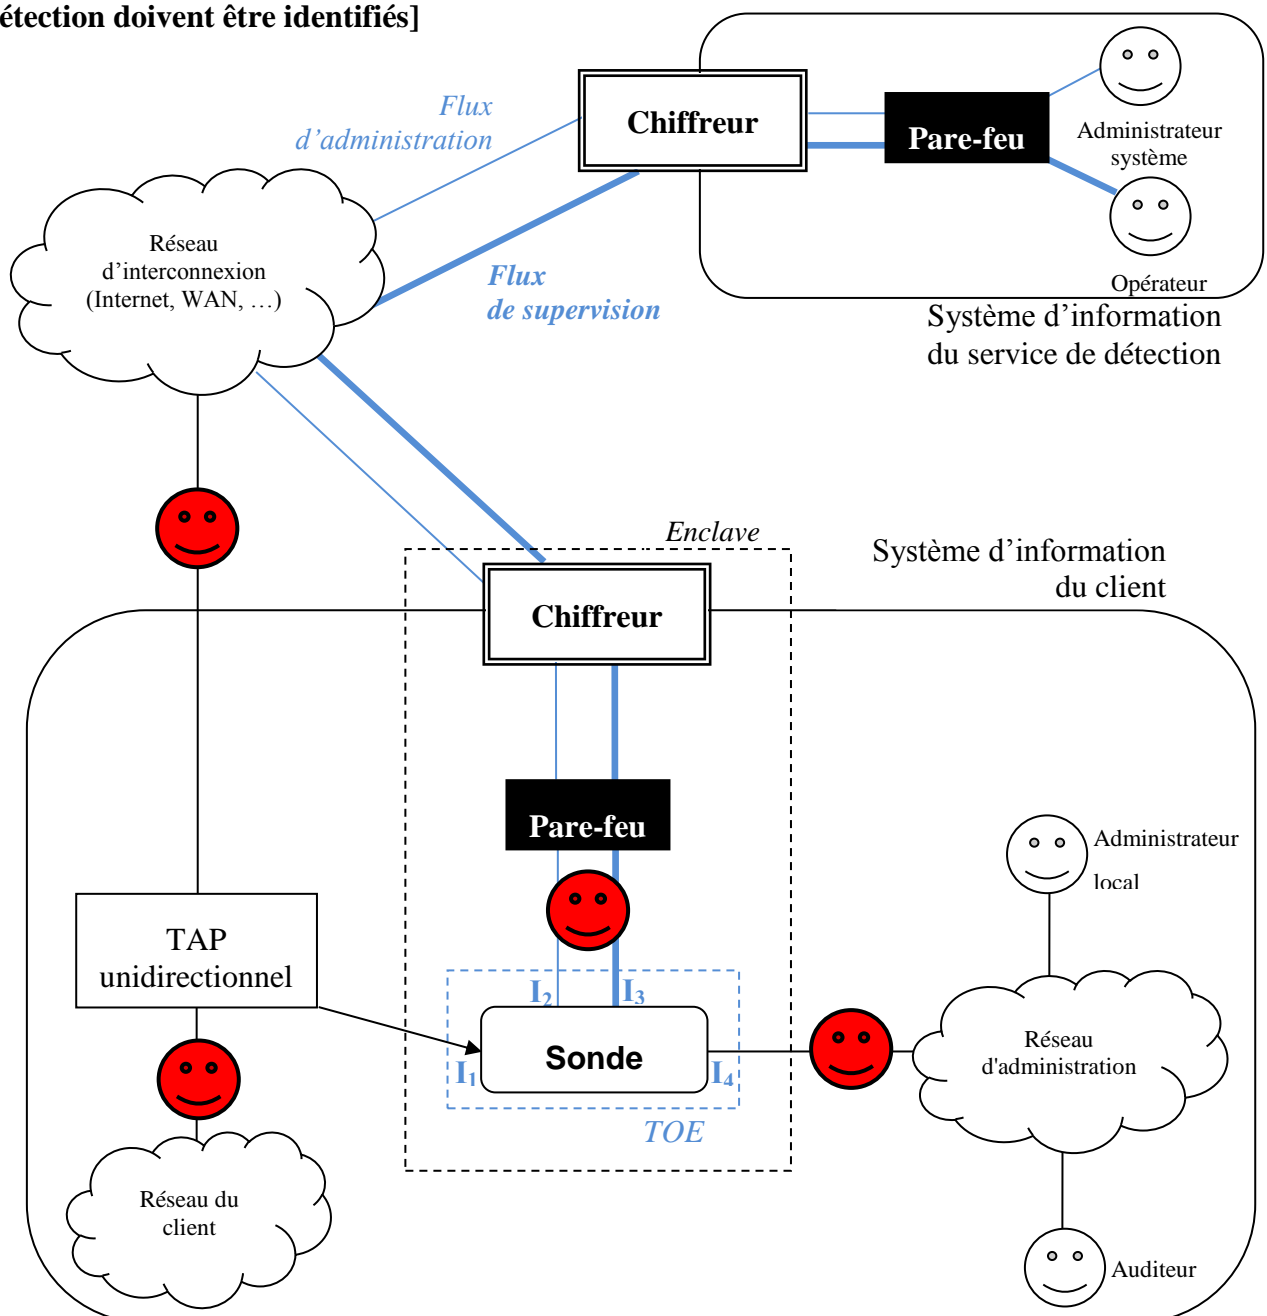 étection doivent être identifiés]
Flux
d'administration
Chiffreur
Pare-feu
Administrateur
système
Réseau
d'interconnexion
(Internet, WAN, …)
Flux
de supervision
Opérateur
Système d'information
du service de détection
Enclave
Système d'information
du client
Chiffreur
Pare-feu
Administrateur
local
TAP
unidirectionnel
I2
I3
Sonde
I1
I4
Réseau
d'administration
TOE
Réseau du
client
Auditeur